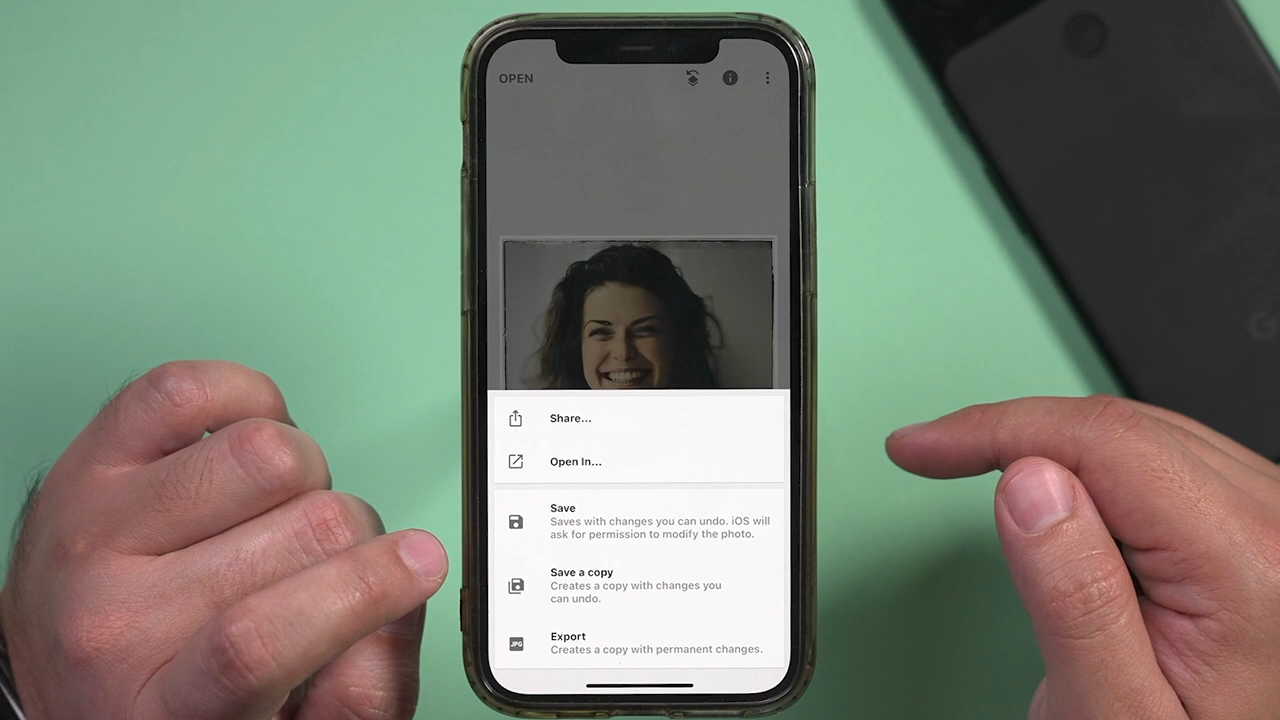 OPEN
Share...
Open In...
Save
Saves with changes you can undo. iOS will
ask for permission to modify the photo.
Save a copy
Creates a copy with changes you
can undo.
JPG
Export
Creates a copy with permanent changes.